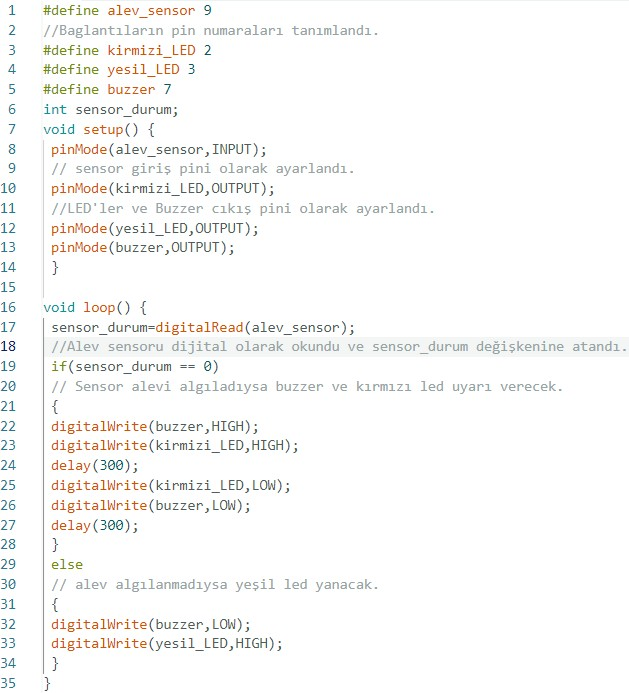 1 #define alev_sensor 9
2 //Baglantıların pin numaraları tanımlandı.
3 #define kirmizi_LED 2
4 #define yesil_LED 3
5 #define buzzer 7
6 int sensor_durum;
7 void setup() {
8 pinMode(alev_sensor,INPUT);
9 // sensor giriş pini olarak ayarlandı.
10 pinMode(kirmizi_LED,OUTPUT);
11 //LED'ler ve Buzzer cıkış pini olarak ayarlandı.
12 pinMode(yesil_LED,OUTPUT);
13 pinMode(buzzer,OUTPUT);
14 }
15
16 void loop() {
17 sensor_durum=digitalRead(alev_sensor);
18 //Alev sensoru dijital olarak okundu ve sensor_durum değişkenine atandı.
19 if(sensor_durum == 0)
20 // Sensor alevi algıladıysa buzzer ve kırmızı led uyarı verecek.
21 {
22 digitalWrite(buzzer,HIGH);
23 digitalWrite(kirmizi_LED,HIGH);
24 delay(300);
25 digitalWrite(kirmizi_LED,LOW);
26 digitalWrite(buzzer,LOW);
27 delay(300);
28 }
29 else
30 // alev algılanmadıysa yeşil led yanacak.
31 {
32 digitalWrite(buzzer,LOW);
33 digitalWrite(yesil_LED,HIGH);
34 }
35 }